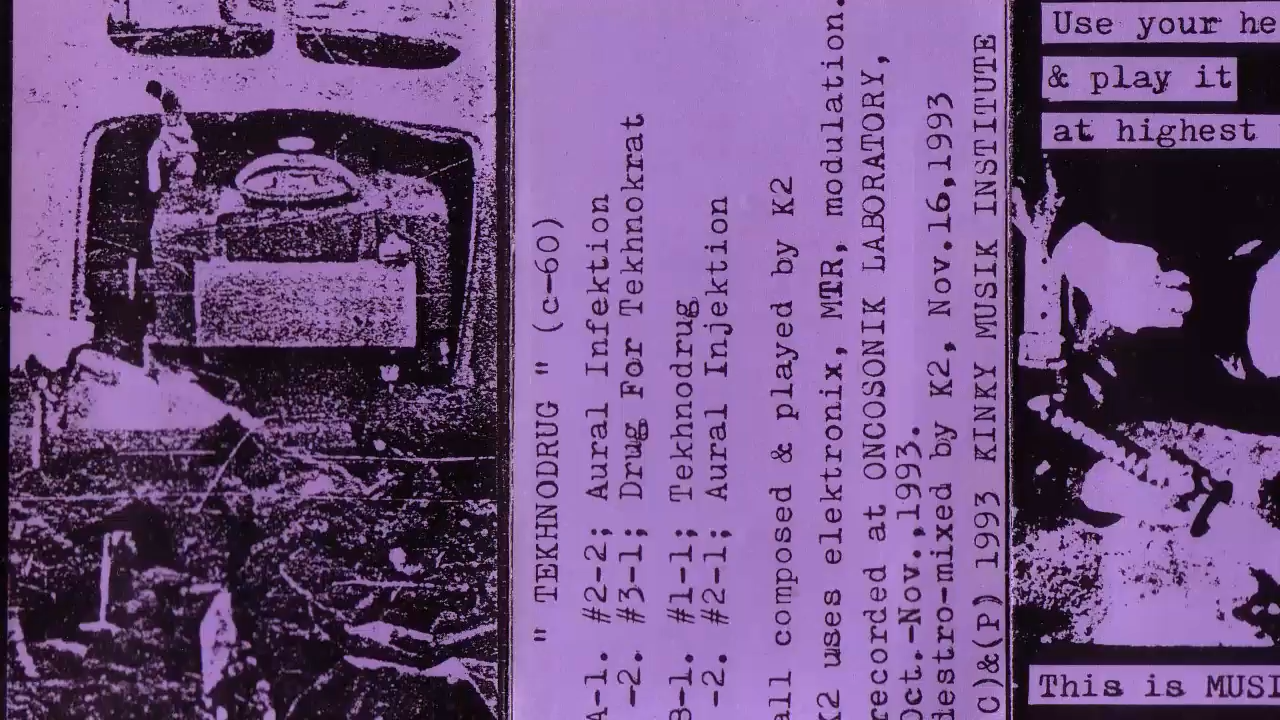 " TEKHNODRUG " (c-60)
A-1. #2-2; Aural Infektion
-2. #3-1; Drug For Tekhnokrat
B-1. #1-1; Tekhnodrug
-2. #2-1; Aural Injektion
all composed & played by K2
K2 uses elektronix, MTR, modulation.
recorded at ONCOSONIK LABORATORY,
Oct.-Nov.,1993.
destro-mixed by K2, Nov.16,1993
C)&(P) 1993 KINKY MUSIK INSTITUTE
Use your he
& play it
at highest
This is MUSI